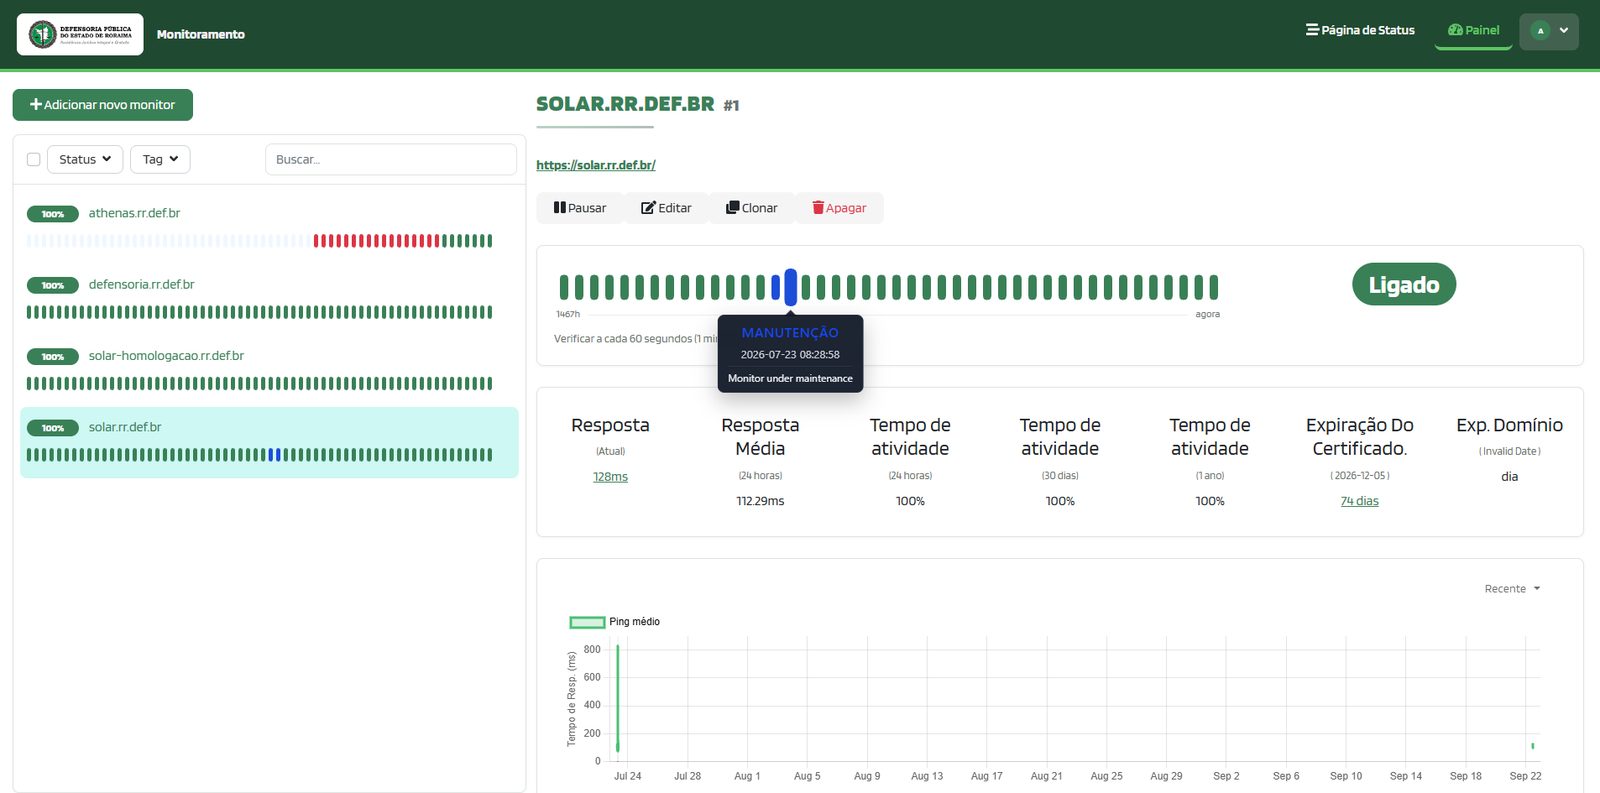 DEFENSORIA PÚBLICA
DO ESTADO DE RORAIMA
Assistência Jurídica Integral e Gratuita
Monitoramento
Página de Status
Painel
A
Adicionar novo monitor
Status
Tag
Buscar...
100%
athenas.rr.def.br
100%
defensoria.rr.def.br
100%
solar-homologacao.rr.def.br
100%
solar.rr.def.br
SOLAR.RR.DEF.BR #1
https://solar.rr.def.br/
Pausar
Editar
Clonar
Apagar
1467h
agora
Verificar a cada 60 segundos (1 min
Ligado
MANUTENÇÃO
2026-07-23 08:28:58
Monitor under maintenance
Resposta
(Atual)
128ms
Resposta
Média
(24 horas)
112.29ms
Tempo de
atividade
(24 horas)
100%
Tempo de
atividade
(30 dias)
100%
Tempo de
atividade
(1 ano)
100%
Expiração Do
Certificado.
(2026-12-05)
74 dias
Exp. Domínio
(Invalid Date)
dia
Recente
Ping médio
Tempo de Resp. (ms)
800
600
400
200
0
Jul 24
Jul 28
Aug 1
Aug 5
Aug 9
Aug 13
Aug 17
Aug 21
Aug 25
Aug 29
Sep 2
Sep 6
Sep 10
Sep 14
Sep 18
Sep 22